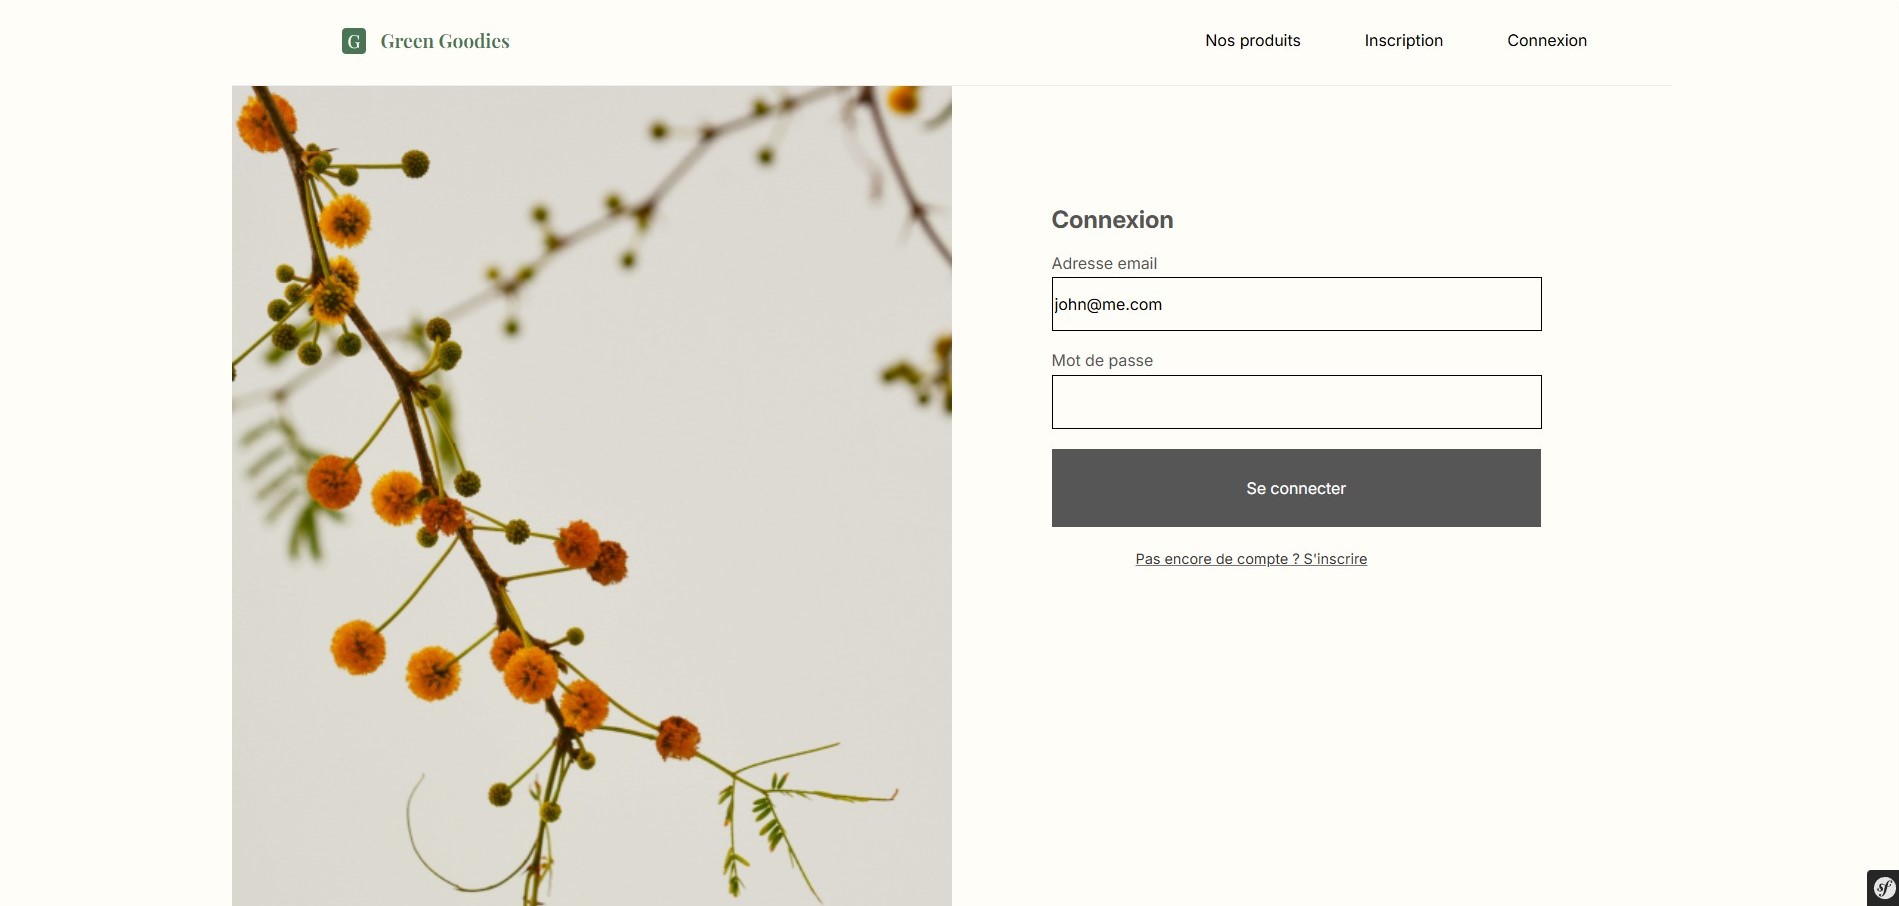 G Green Goodies
Nos produits Inscription Connexion
Connexion
Adresse email
john@me.com
Mot de passe
Se connecter
Pas encore de compte ? S'inscrire
sf